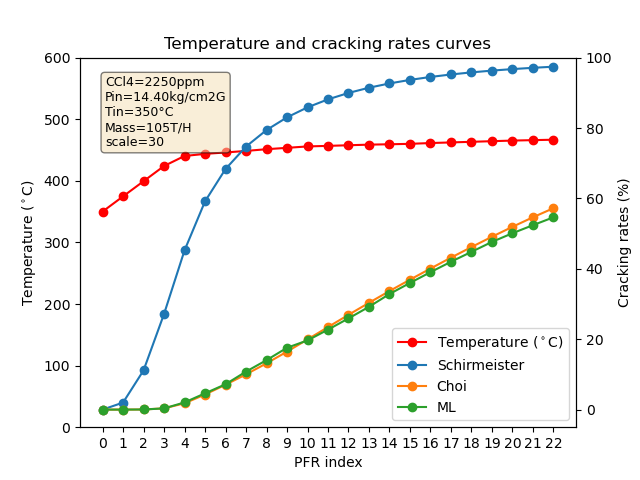 Temperature and cracking rates curves
CCl4=2250ppm
Pin=14.40kg/cm2G
Tin=350°C
Mass=105T/H
scale=30
600
500
400
300
200
100
0
Temperature (°C)
100
80
60
40
20
0
Cracking rates (%)
Temperature (°C)
Schirmeister
Choi
ML
0 1 2 3 4 5 6 7 8 9 10 11 12 13 14 15 16 17 18 19 20 21 22
PFR index